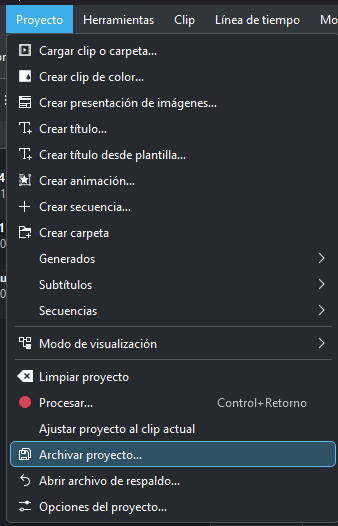 Proyecto Herramientas Clip Línea de tiempo Mo
Cargar clip o carpeta...
Crear clip de color...
Crear presentación de imágenes...
Crear título...
Crear título desde plantilla...
Crear animación...
Crear secuencia...
Crear carpeta
Generados
Subtítulos
Secuencias
Modo de visualización
Limpiar proyecto
Procesar... Control+Retorno
Ajustar proyecto al clip actual
Archivar proyecto...
Abrir archivo de respaldo...
Opciones del proyecto...